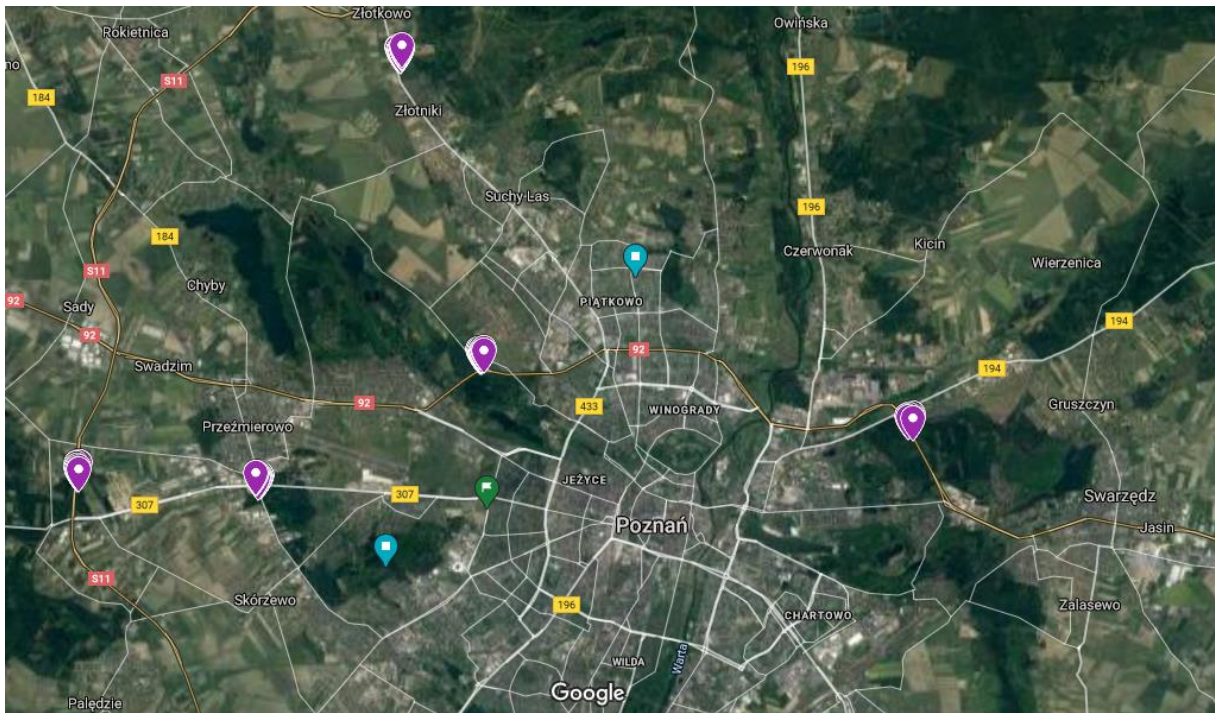 Złotkowo
Owińska
Rokietnica
no
196
S11
184
Złotniki
Suchy Las
196
184
Czerwonak
Kicin
Wierzenica
S11
Chyby
PIĄTKOWO
92
Sady
92
194
92
Swadzim
194
92
433
WINOGRADY
Gruszczyn
Przeźmierowo
JEŻYCE
307
307
Swarzędz
Poznań
Jasin
S11
Skórzewo
196
CHARTOWO
Zalasewo
WILDA
Warta
Google
Palędzie